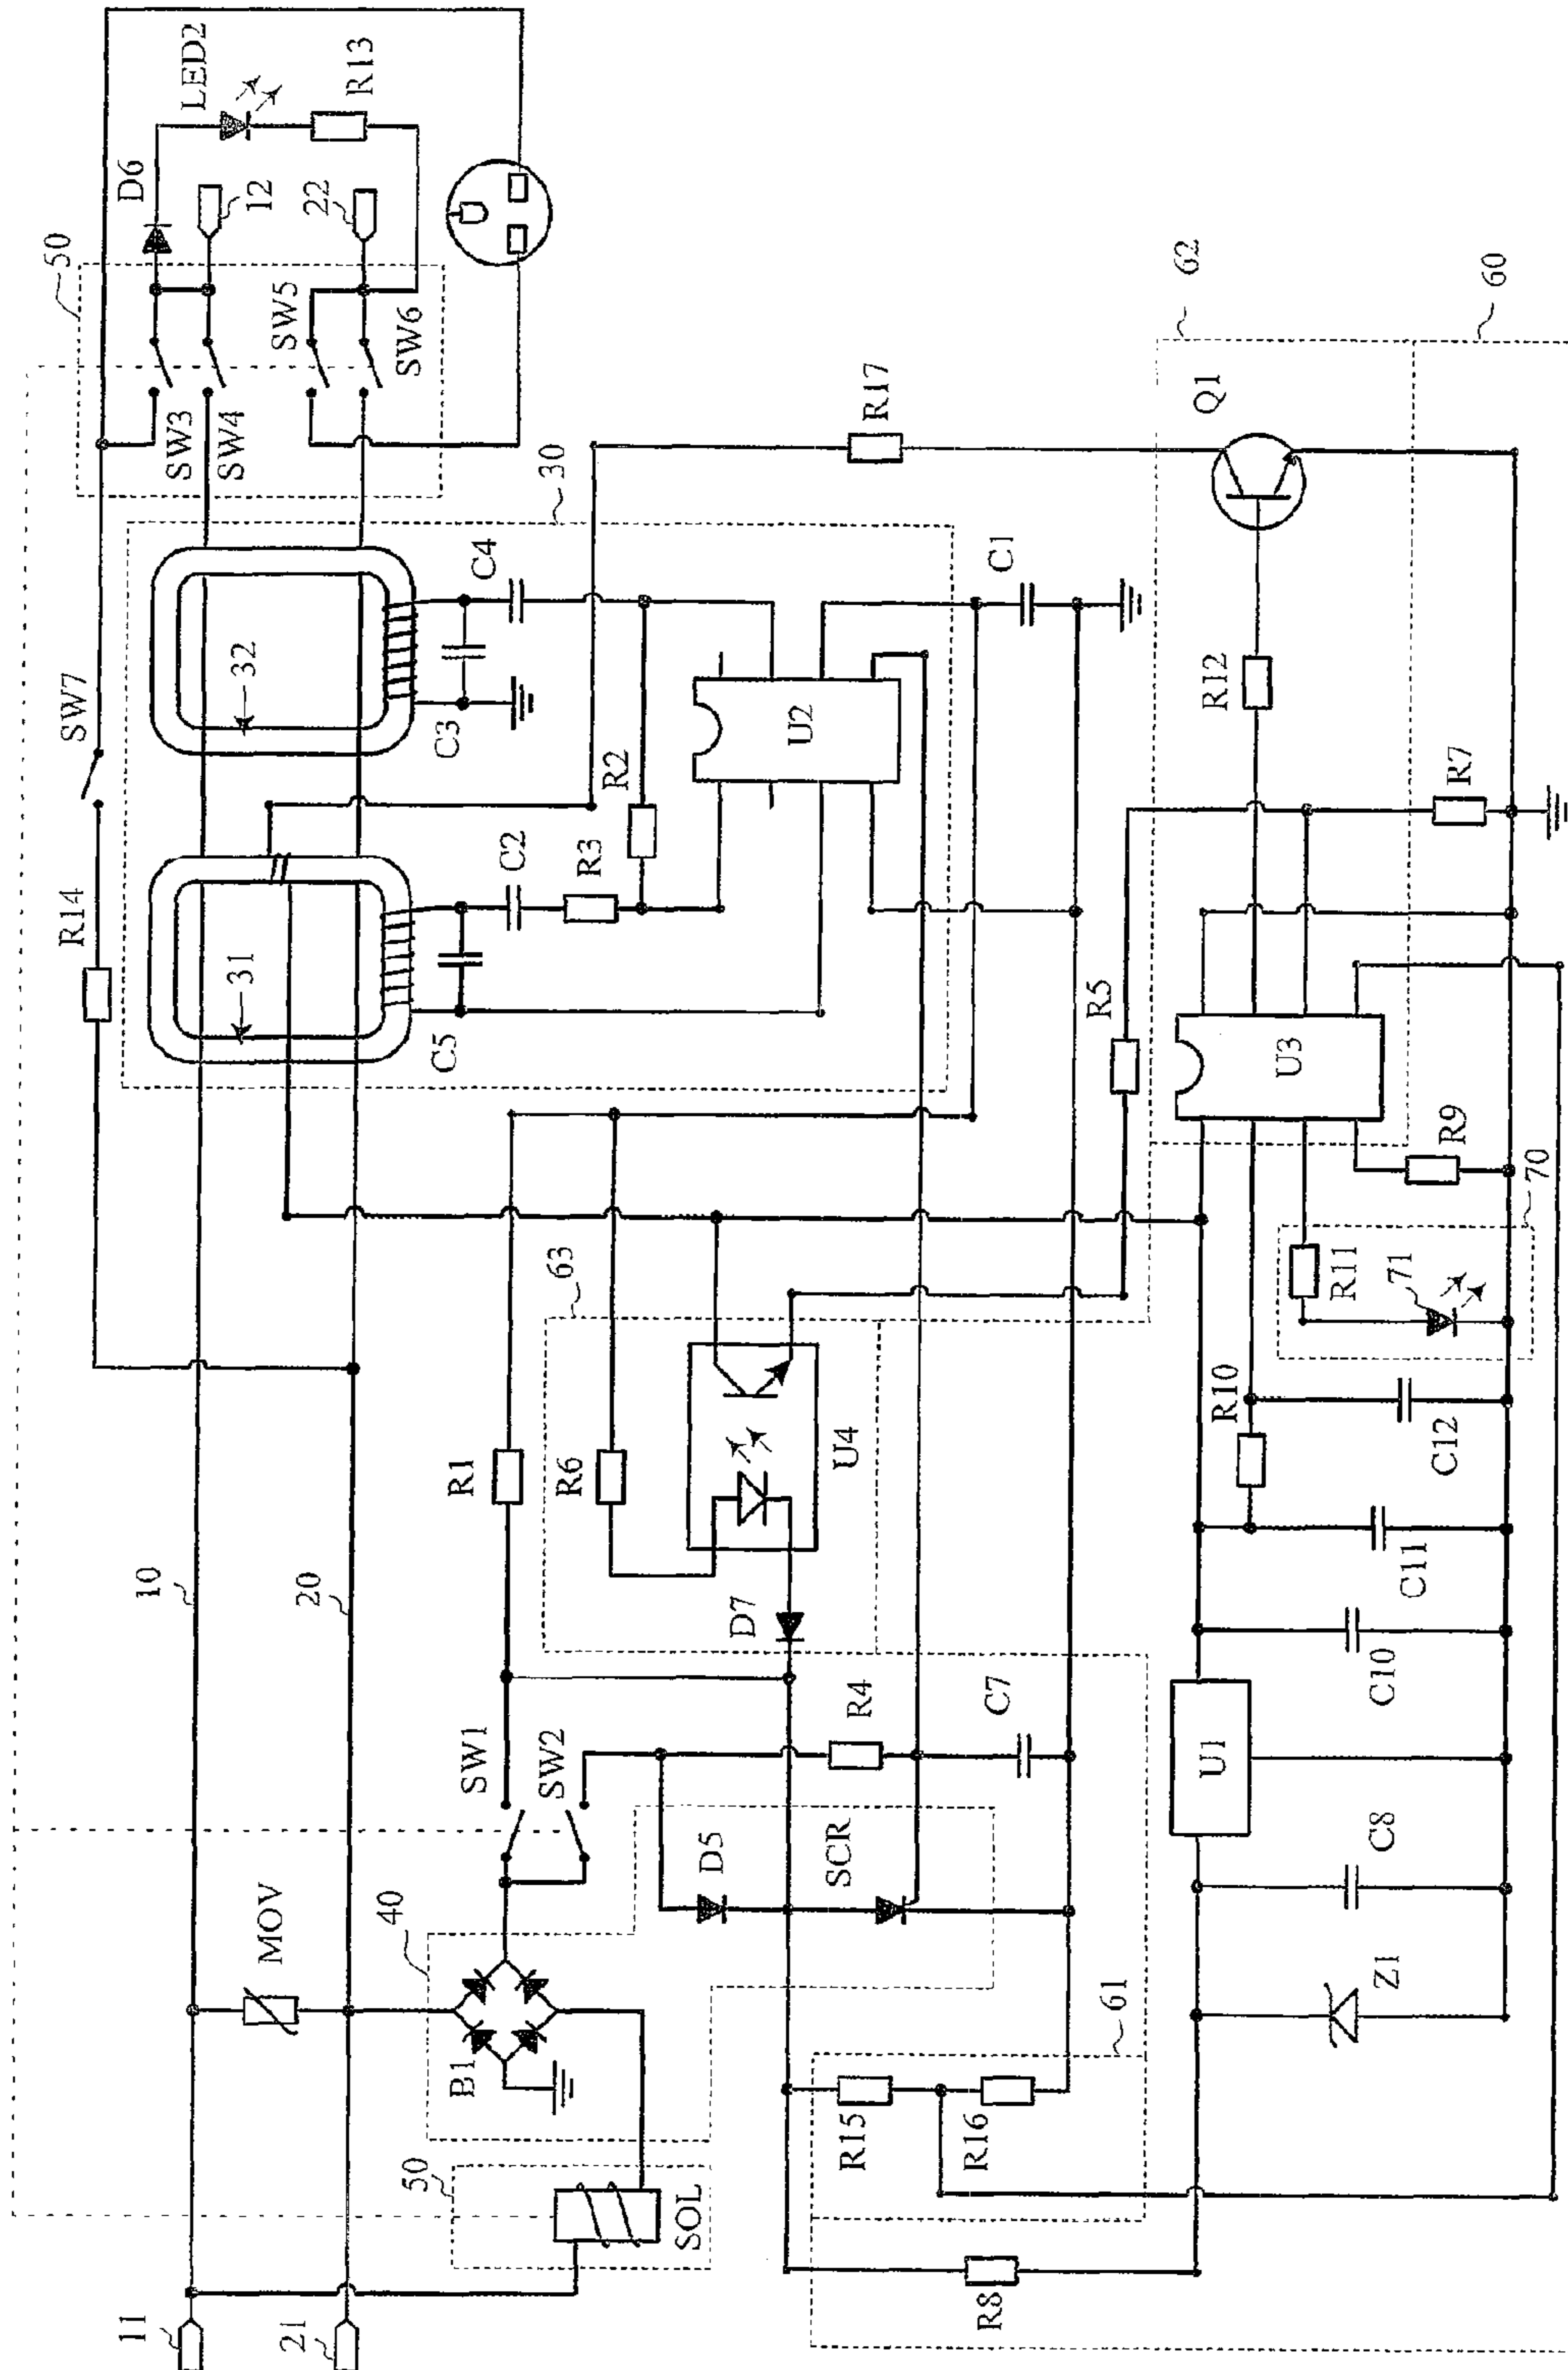 11
21
50
SOL
MOV
B1
40
10
20
SW1
SW2
D5
SCR
R4
C7
R15
R16
61
R8
R1
R6
63
D7
U4
R14
SW7
31
32
C5
C3
C2
C4
R3
R2
U2
C1
30
50
SW3
SW4
SW5
SW6
D6
12
22
LED2
R13
R17
R5
62
60
Q1
R12
R7
U3
R9
70
71
R11
R10
C12
C11
C10
U1
C8
Z1